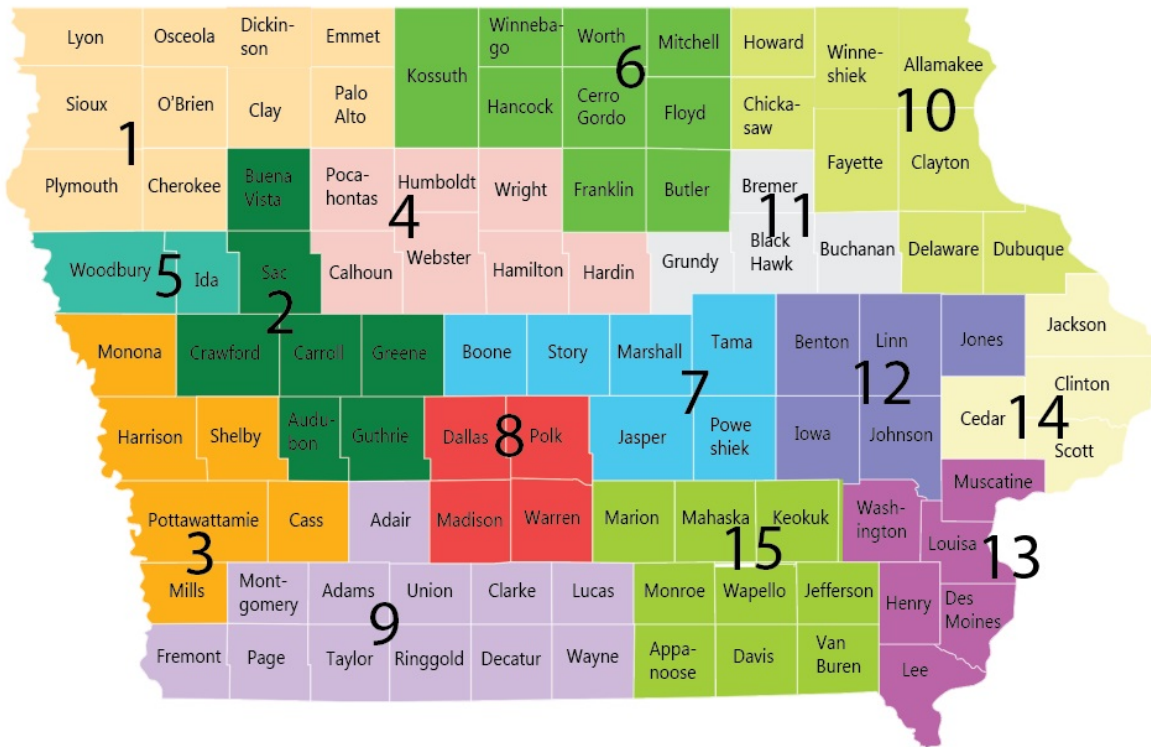 Lyon
Osceola
Dickin-
son
Emmet
Kossuth
Winneba-
go
Worth
Mitchell
Howard
Winne-
shiek
Allamakee
6
Sioux
O'Brien
Clay
Palo
Alto
Hancock
Cerro
Gordo
Floyd
Chicka-
saw
10
1
Plymouth
Cherokee
Buena
Vista
Poca-
hontas
Humboldt
Wright
Franklin
Butler
Bremer
Fayette
Clayton
4
11
Woodbury
5
Ida
Sac
Calhoun
Webster
Hamilton
Hardin
Grundy
Black
Hawk
Buchanan
Delaware
Dubuque
2
Monona
Crawford
Carroll
Greene
Boone
Story
Marshall
Tama
Benton
Linn
Jones
Jackson
7
12
Clinton
Harrison
Shelby
Audu-
bon
Guthrie
Dallas
8
Polk
Jasper
Powe
shiek
Iowa
Johnson
Cedar
14
Scott
Pottawattamie
Cass
Adair
Madison
Warren
Marion
Mahaska
Keokuk
Wash-
ington
Muscatine
3
15
Louisa
13
Mills
Mont-
gomery
Adams
Union
Clarke
Lucas
Monroe
Wapello
Jefferson
Henry
Des
Moines
9
Fremont
Page
Taylor
Ringgold
Decatur
Wayne
Appa-
noose
Davis
Van
Buren
Lee